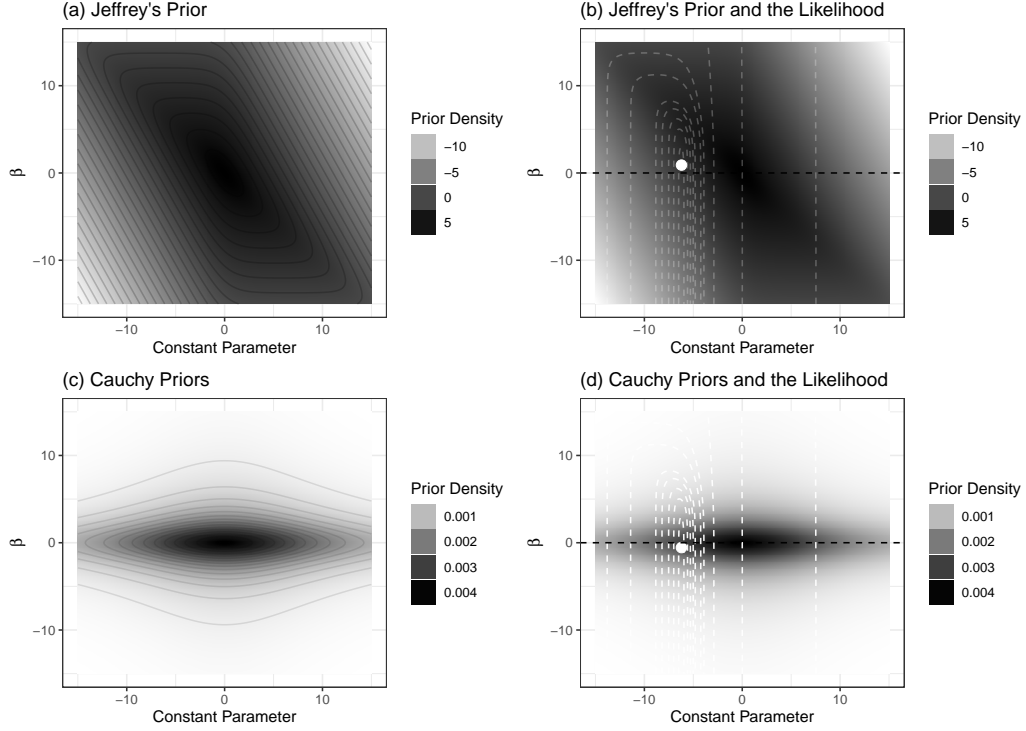 (a) Jeffrey's Prior
10
0
−10
β
−10
0
10
Constant Parameter
Prior Density
−10
−5
0
5
(b) Jeffrey's Prior and the Likelihood
10
0
−10
β
−10
0
10
Constant Parameter
Prior Density
−10
−5
0
5
(c) Cauchy Priors
10
0
−10
β
−10
0
10
Constant Parameter
Prior Density
0.001
0.002
0.003
0.004
(d) Cauchy Priors and the Likelihood
10
0
−10
β
−10
0
10
Constant Parameter
Prior Density
0.001
0.002
0.003
0.004